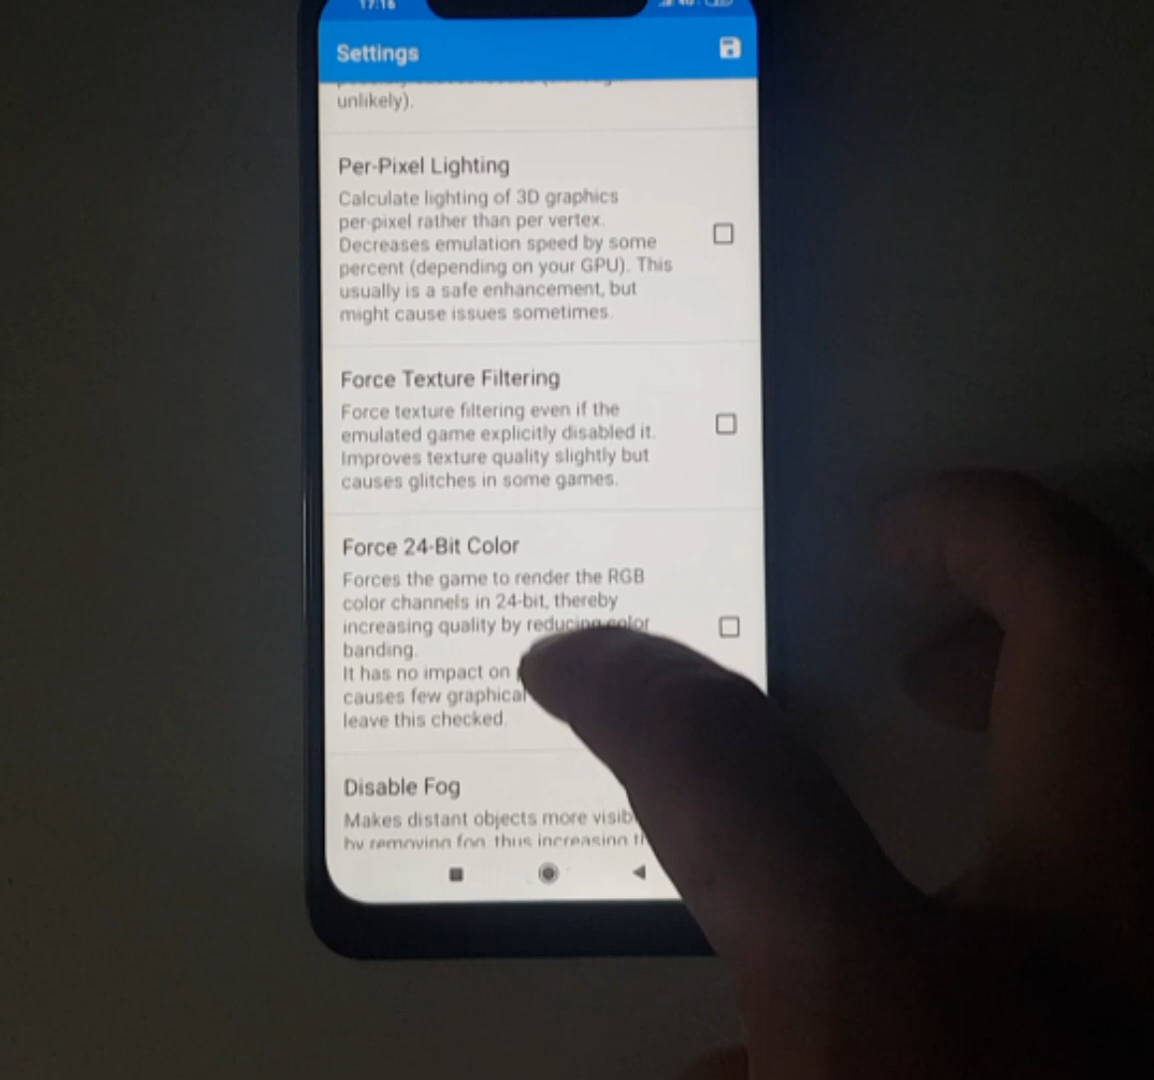 17:16
Settings
unlikely).
Per-Pixel Lighting
Calculate lighting of 3D graphics
per-pixel rather than per vertex.
Decreases emulation speed by some
percent (depending on your GPU). This
usually is a safe enhancement, but
might cause issues sometimes.
Force Texture Filtering
Force texture filtering even if the
emulated game explicitly disabled it.
Improves texture quality slightly but
causes glitches in some games.
Force 24-Bit Color
Forces the game to render the RGB
color channels in 24-bit, thereby
increasing quality by reducing color
banding.
It has no impact on
causes few graphical
leave this checked.
Disable Fog
Makes distant objects more
by removing fog, thus increasing